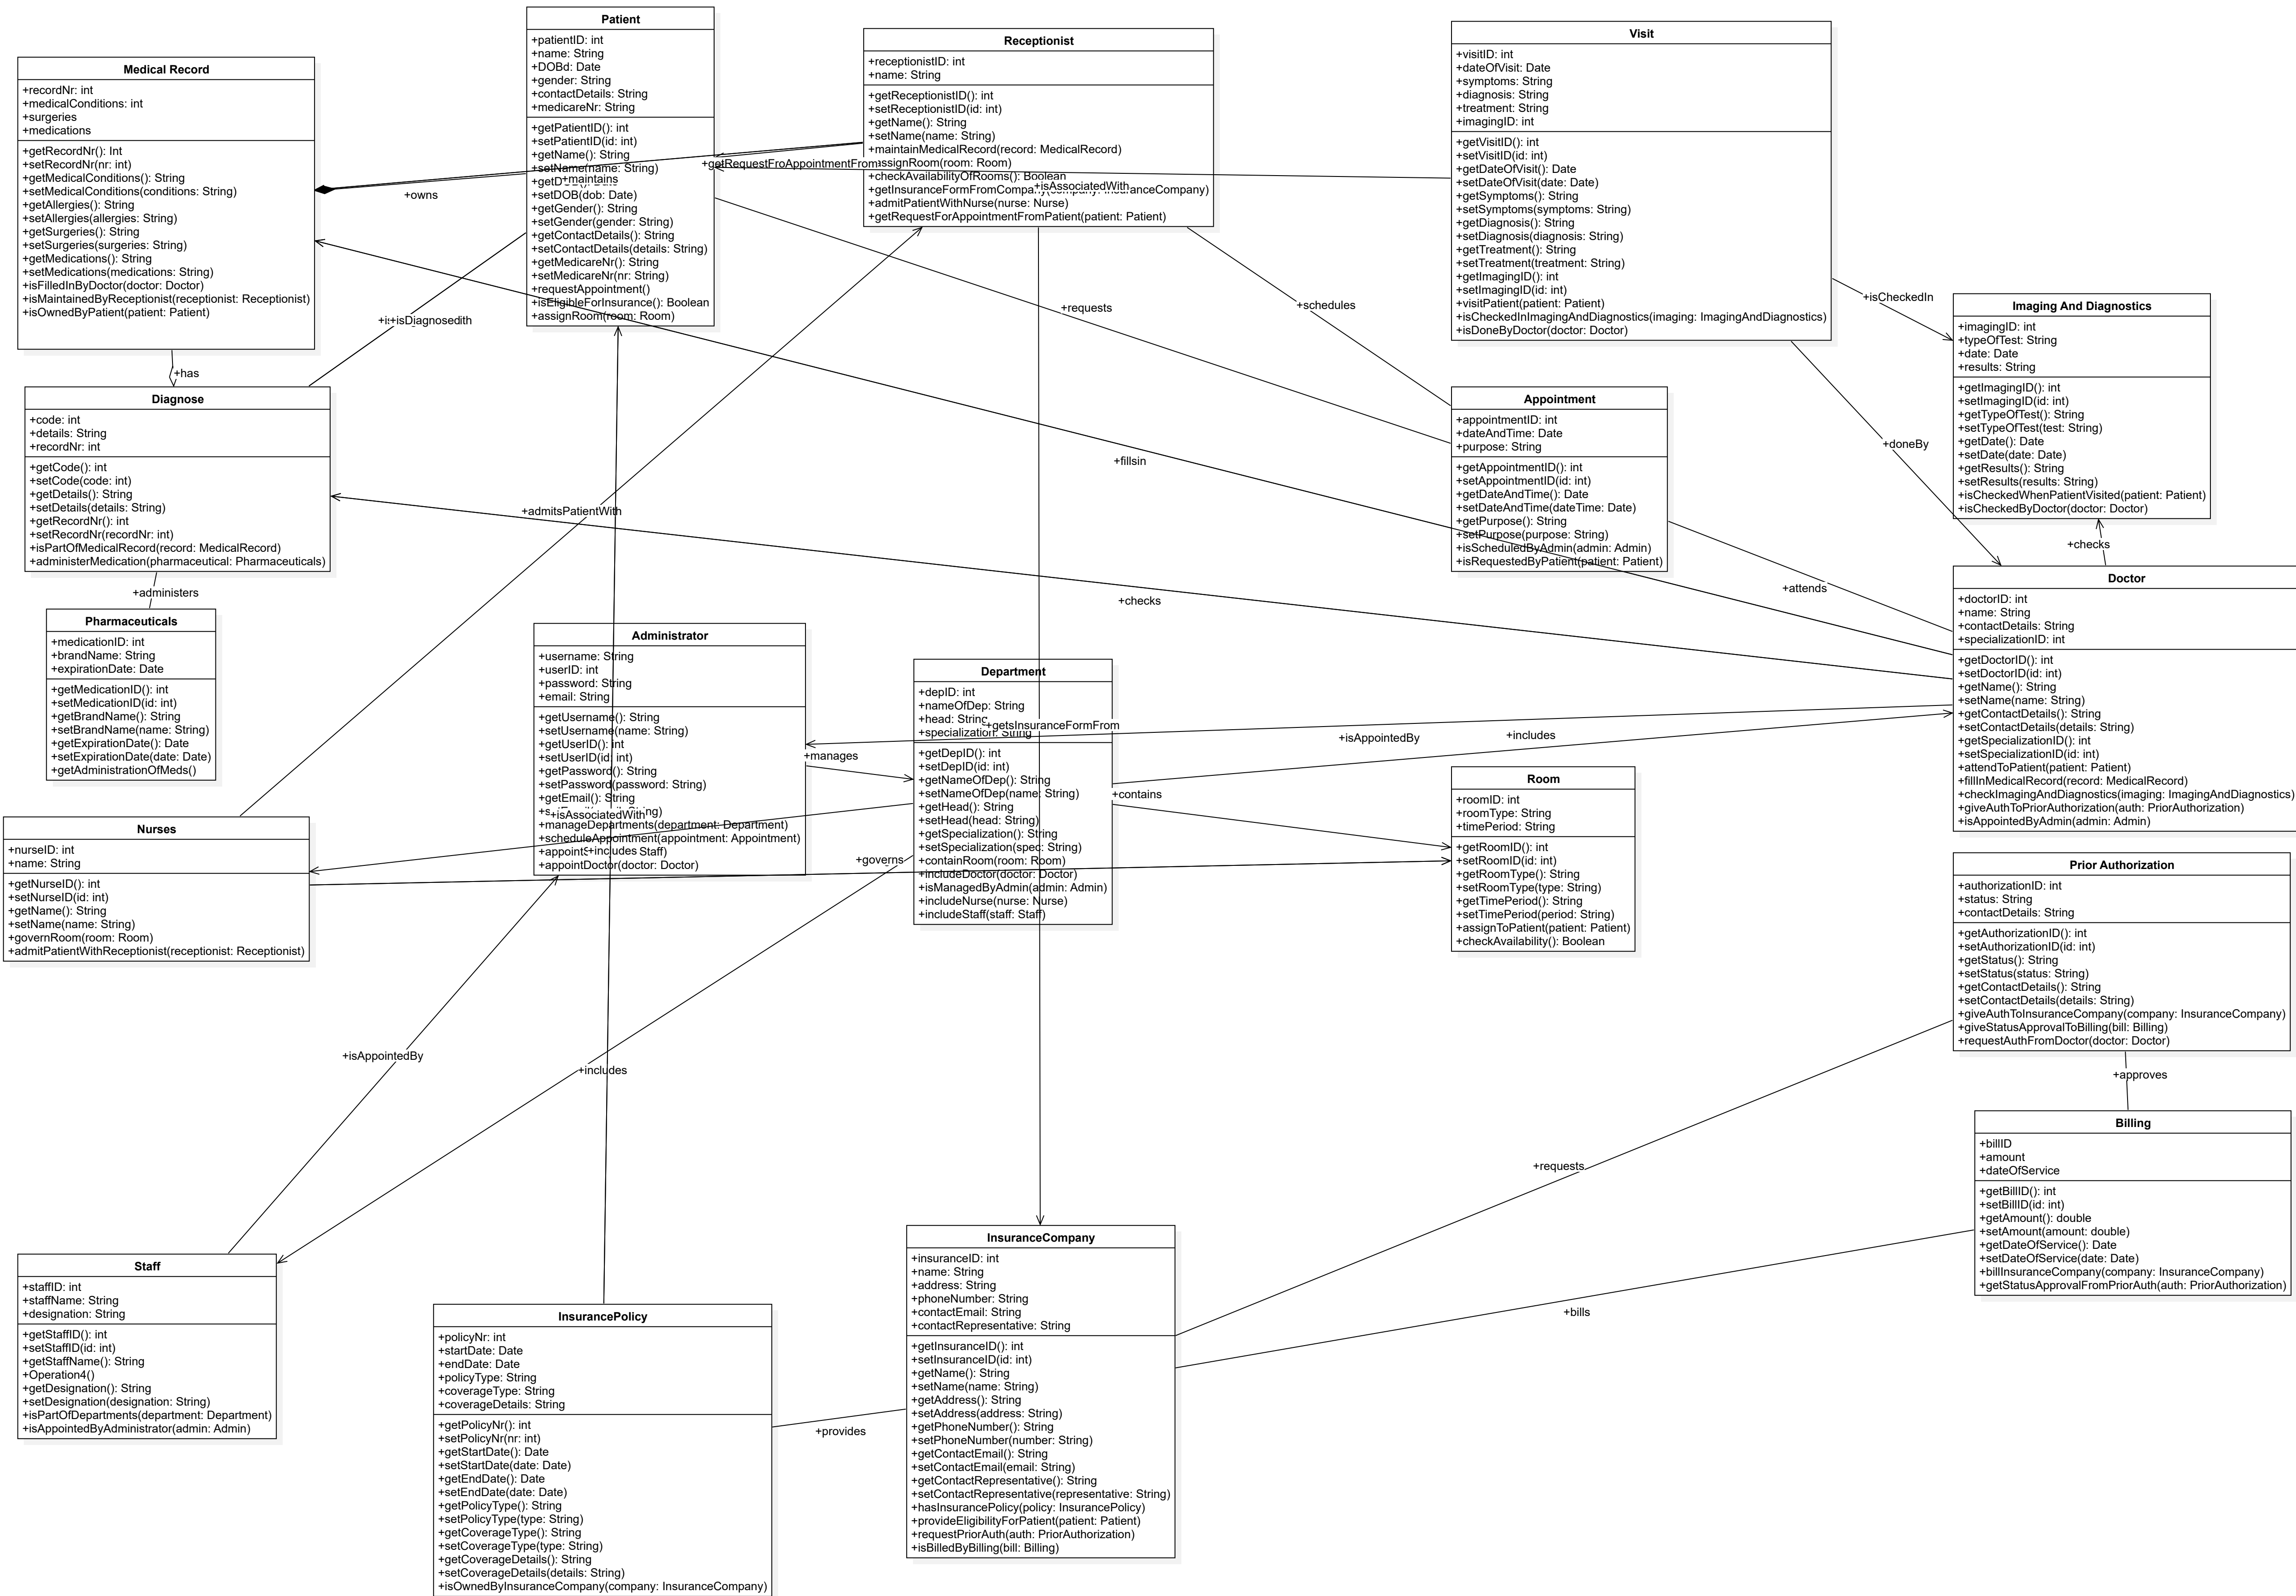 Patient
+patientID: int
+name: String
+DOBd: Date
+gender: String
+contactDetails: String
+medicareNr: String
+getPatientID(): int
+setPatientID(id: int)
+getName(): String
+setName(name: String)
+setDOB(dob: Date)
+getGender(): String
+setGender(gender: String)
+getContactDetails(): String
+setContactDetails(details: String)
+getMedicareNr(): String
+setMedicareNr(nr: String)
+requestAppointment()
+isEligibleForInsurance(): Boolean
+assignRoom(room: Room)
Receptionist
+receptionistID: int
+name: String
+getReceptionistID(): int
+setReceptionistID(id: int)
+getName(): String
+setName(name: String)
+maintainMedicalRecord(record: MedicalRecord)
+assignRoom(room: Room)
+checkAvailabilityOfRooms(): Boolean
+getInsuranceFormFromCompany(company: InsuranceCompany)
+admitPatientWithNurse(nurse: Nurse)
+getRequestForAppointmentFromPatient(patient: Patient)
Visit
+visitID: int
+dateOfVisit: Date
+symptoms: String
+diagnosis: String
+treatment: String
+imagingID: int
+getVisitID(): int
+setVisitID(id: int)
+getDateOfVisit(): Date
+setDateOfVisit(date: Date)
+getSymptoms(): String
+setSymptoms(symptoms: String)
+getDiagnosis(): String
+setDiagnosis(diagnosis: String)
+getTreatment(): String
+setTreatment(treatment: String)
+getImagingID(): int
+setImagingID(id: int)
+visitPatient(patient: Patient)
+isCheckedInImagingAndDiagnostics(imaging: ImagingAndDiagnostics)
+isDoneByDoctor(doctor: Doctor)
Medical Record
+recordNr: int
+medicalConditions: int
+surgeries
+medications
+getRecordNr(): Int
+setRecordNr(nr: int)
+getMedicalConditions(): String
+setMedicalConditions(conditions: String)
+getAllergies(): String
+setAllergies(allergies: String)
+getSurgeries(): String
+setSurgeries(surgeries: String)
+getMedications(): String
+setMedications(medications: String)
+isFilledInByDoctor(doctor: Doctor)
+isMaintainedByReceptionist(receptionist: Receptionist)
+isOwnedByPatient(patient: Patient)
+getRequestFroAppointmentFrom
+maintains
+isAssociatedWith
+owns
+isDiagnosedith
+requests
+schedules
+isCheckedIn
+has
Imaging And Diagnostics
+imagingID: int
+typeOfTest: String
+date: Date
+results: String
+getImagingID(): int
+setImagingID(id: int)
+getTypeOfTest(): String
+setTypeOfTest(test: String)
+getDate(): Date
+setDate(date: Date)
+getResults(): String
+setResults(results: String)
+isCheckedWhenPatientVisited(patient: Patient)
+isCheckedByDoctor(doctor: Doctor)
Diagnose
+code: int
+details: String
+recordNr: int
+getCode(): int
+setCode(code: int)
+getDetails(): String
+setDetails(details: String)
+getRecordNr(): int
+setRecordNr(recordNr: int)
+isPartOfMedicalRecord(record: MedicalRecord)
+administerMedication(pharmaceutical: Pharmaceuticals)
Appointment
+appointmentID: int
+dateAndTime: Date
+purpose: String
+getAppointmentID(): int
+setAppointmentID(id: int)
+getDateAndTime(): Date
+setDateAndTime(dateTime: Date)
+getPurpose(): String
+setPurpose(purpose: String)
+isScheduledByAdmin(admin: Admin)
+isRequestedByPatient(patient: Patient)
+doneBy
+fillsin
+admitsPatientWith
+checks
+attends
+checks
+administers
Doctor
+doctorID: int
+name: String
+contactDetails: String
+specializationID: int
+getDoctorID(): int
+setDoctorID(id: int)
+getName(): String
+setName(name: String)
+getContactDetails(): String
+setContactDetails(details: String)
+getSpecializationID(): int
+setSpecializationID(id: int)
+attendToPatient(patient: Patient)
+fillInMedicalRecord(record: MedicalRecord)
+checkImagingAndDiagnostics(imaging: ImagingAndDiagnostics)
+giveAuthToPriorAuthorization(auth: PriorAuthorization)
+isAppointedByAdmin(admin: Admin)
Pharmaceuticals
+medicationID: int
+brandName: String
+expirationDate: Date
+getMedicationID(): int
+setMedicationID(id: int)
+getBrandName(): String
+setBrandName(name: String)
+getExpirationDate(): Date
+setExpirationDate(date: Date)
+getAdministrationOfMeds()
Administrator
+username: String
+userID: int
+password: String
+email: String
+getUsername(): String
+setUsername(name: String)
+getUserID(): int
+setUserID(id: int)
+getPassword(): String
+setPassword(password: String)
+getEmail(): String
+isAssociatedWith
+manageDepartments(department: Department)
+scheduleAppointment(appointment: Appointment)
+includes
Staff)
+appointDoctor(doctor: Doctor)
Department
+depID: int
+nameOfDep: String
+head: String
+specialization: String
+getsInsuranceFormFrom
+getDepID(): int
+setDepID(id: int)
+getNameOfDep(): String
+setNameOfDep(name: String)
+getHead(): String
+setHead(head: String)
+getSpecialization(): String
+setSpecialization(spec: String)
+containRoom(room: Room)
+includeDoctor(doctor: Doctor)
+isManagedByAdmin(admin: Admin)
+includeNurse(nurse: Nurse)
+includeStaff(staff: Staff)
+manages
+isAppointedBy
+includes
+contains
+governs
Room
+roomID: int
+roomType: String
+timePeriod: String
+getRoomID(): int
+setRoomID(id: int)
+getRoomType(): String
+setRoomType(type: String)
+getTimePeriod(): String
+setTimePeriod(period: String)
+assignToPatient(patient: Patient)
+checkAvailability(): Boolean
Nurses
+nurseID: int
+name: String
+getNurseID(): int
+setNurseID(id: int)
+getName(): String
+setName(name: String)
+governRoom(room: Room)
+admitPatientWithReceptionist(receptionist: Receptionist)
Prior Authorization
+authorizationID: int
+status: String
+contactDetails: String
+getAuthorizationID(): int
+setAuthorizationID(id: int)
+getStatus(): String
+setStatus(status: String)
+getContactDetails(): String
+setContactDetails(details: String)
+giveAuthToInsuranceCompany(company: InsuranceCompany)
+giveStatusApprovalToBilling(bill: Billing)
+requestAuthFromDoctor(doctor: Doctor)
+isAppointedBy
+includes
+approves
+requests
Billing
+billID
+amount
+dateOfService
+getBillID(): int
+setBillID(id: int)
+getAmount(): double
+setAmount(amount: double)
+getDateOfService(): Date
+setDateOfService(date: Date)
+billInsuranceCompany(company: InsuranceCompany)
+getStatusApprovalFromPriorAuth(auth: PriorAuthorization)
+bills
Staff
+staffID: int
+staffName: String
+designation: String
+getStaffID(): int
+setStaffID(id: int)
+getStaffName(): String
+Operation4()
+getDesignation(): String
+setDesignation(designation: String)
+isPartOfDepartments(department: Department)
+isAppointedByAdministrator(admin: Admin)
InsurancePolicy
+policyNr: int
+startDate: Date
+endDate: Date
+policyType: String
+coverageType: String
+coverageDetails: String
+getPolicyNr(): int
+setPolicyNr(nr: int)
+getStartDate(): Date
+setStartDate(date: Date)
+getEndDate(): Date
+setEndDate(date: Date)
+getPolicyType(): String
+setPolicyType(type: String)
+getCoverageType(): String
+setCoverageType(type: String)
+getCoverageDetails(): String
+setCoverageDetails(details: String)
+isOwnedByInsuranceCompany(company: InsuranceCompany)
+provides
InsuranceCompany
+insuranceID: int
+name: String
+address: String
+phoneNumber: String
+contactEmail: String
+contactRepresentative: String
+getInsuranceID(): int
+setInsuranceID(id: int)
+getName(): String
+setName(name: String)
+getAddress(): String
+setAddress(address: String)
+getPhoneNumber(): String
+setPhoneNumber(number: String)
+getContactEmail(): String
+setContactEmail(email: String)
+getContactRepresentative(): String
+setContactRepresentative(representative: String)
+hasInsurancePolicy(policy: InsurancePolicy)
+provideEligibilityForPatient(patient: Patient)
+requestPriorAuth(auth: PriorAuthorization)
+isBilledByBilling(bill: Billing)